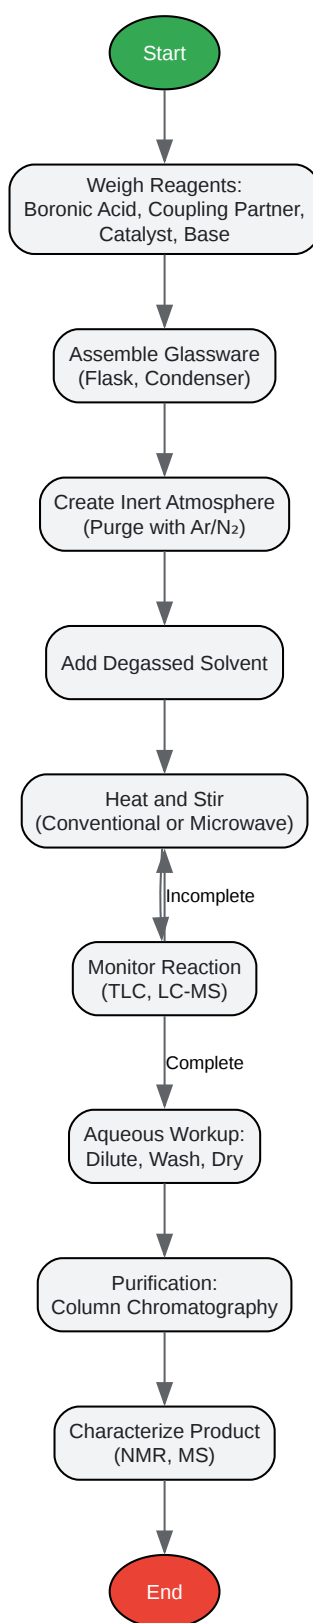 Start
Weigh Reagents:
Boronic Acid, Coupling Partner,
Catalyst, Base
Assemble Glassware
(Flask, Condenser)
Create Inert Atmosphere
(Purge with Ar/N₂)
Add Degassed Solvent
Heat and Stir
(Conventional or Microwave)
Incomplete
Monitor Reaction
(TLC, LC-MS)
Complete
Aqueous Workup:
Dilute, Wash, Dry
Purification:
Column Chromatography
Characterize Product
(NMR, MS)
End